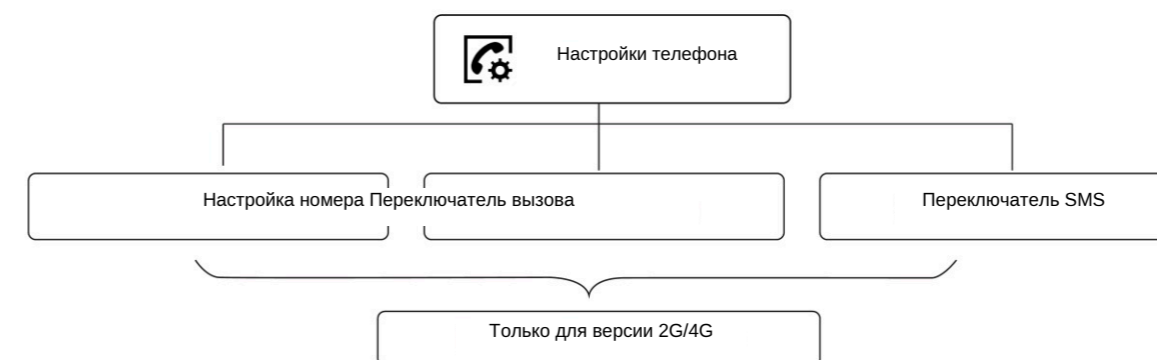 Настройки телефона
Настройка номера Переключатель вызова
Переключатель SMS
Только для версии 2G/4G